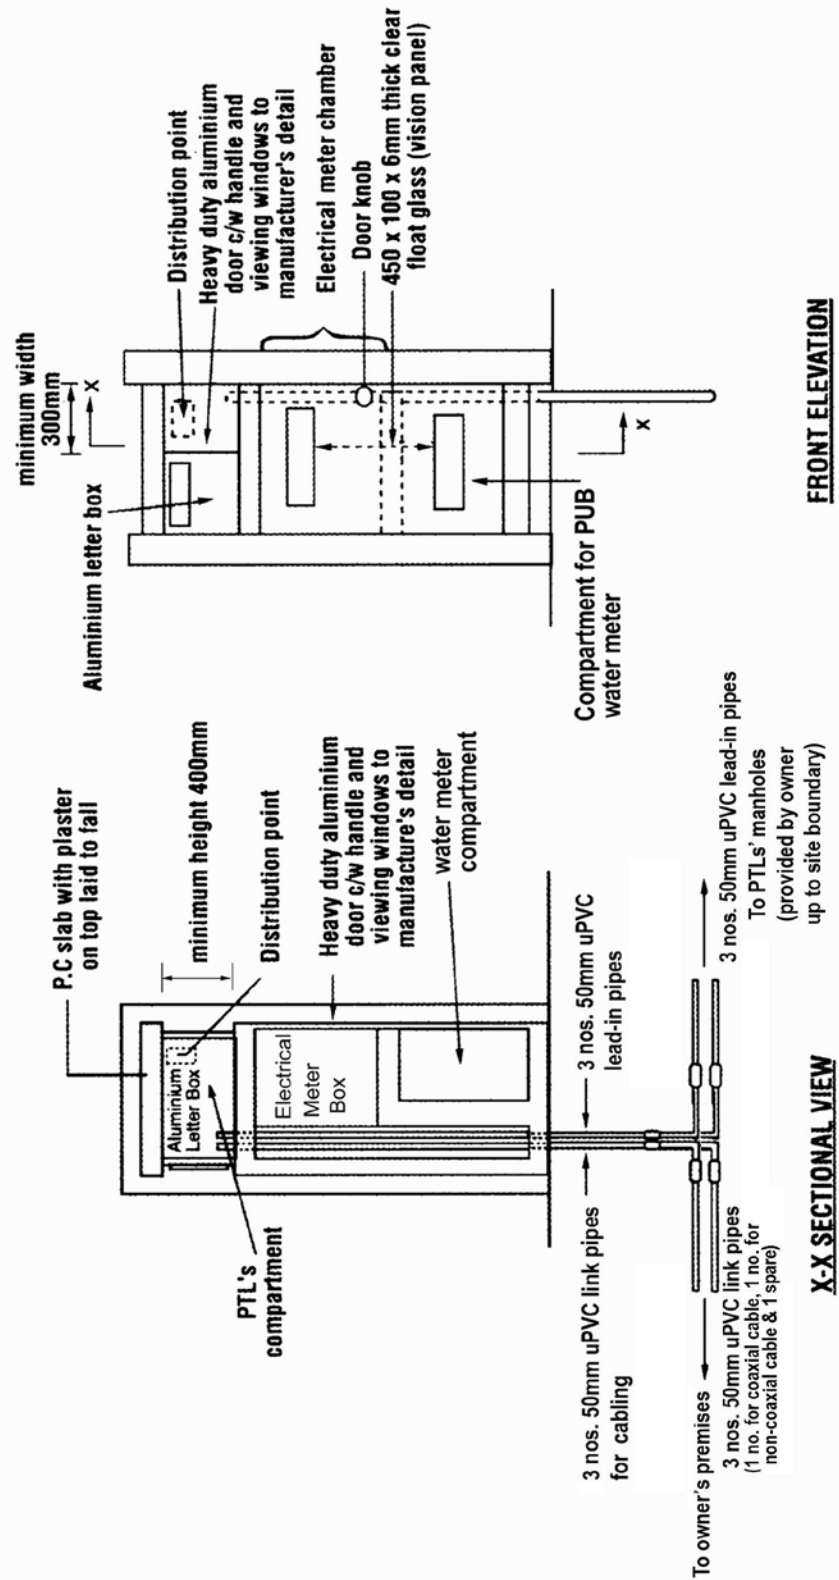 P.C slab with plaster
on top laid to fall
minimum height 400mm
Distribution point
Heavy duty aluminium
door c/w handle and
viewing windows to
manufacture's detail
water meter
compartment
Aluminium
Letter Box
Electrical
Meter
Box
PTL's
compartment
3 nos. 50mm uPVC link pipes
for cabling
3 nos. 50mm uPVC
lead-in pipes
To owner's premises
3 nos. 50mm uPVC link pipes
(1 no. for coaxial cable, 1 no. for
non-coaxial cable & 1 spare)
3 nos. 50mm uPVC lead-in pipes
To PTLs' manholes
(provided by owner
up to site boundary)
X-X SECTIONAL VIEW
minimum width
300mm
X
Aluminium letter box
Distribution point
Heavy duty aluminium
door c/w handle and
viewing windows to
manufacturer's detail
Electrical meter chamber
Door knob
450 x 100 x 6mm thick clear
float glass (vision panel)
X
Compartment for PUB
water meter
FRONT ELEVATION